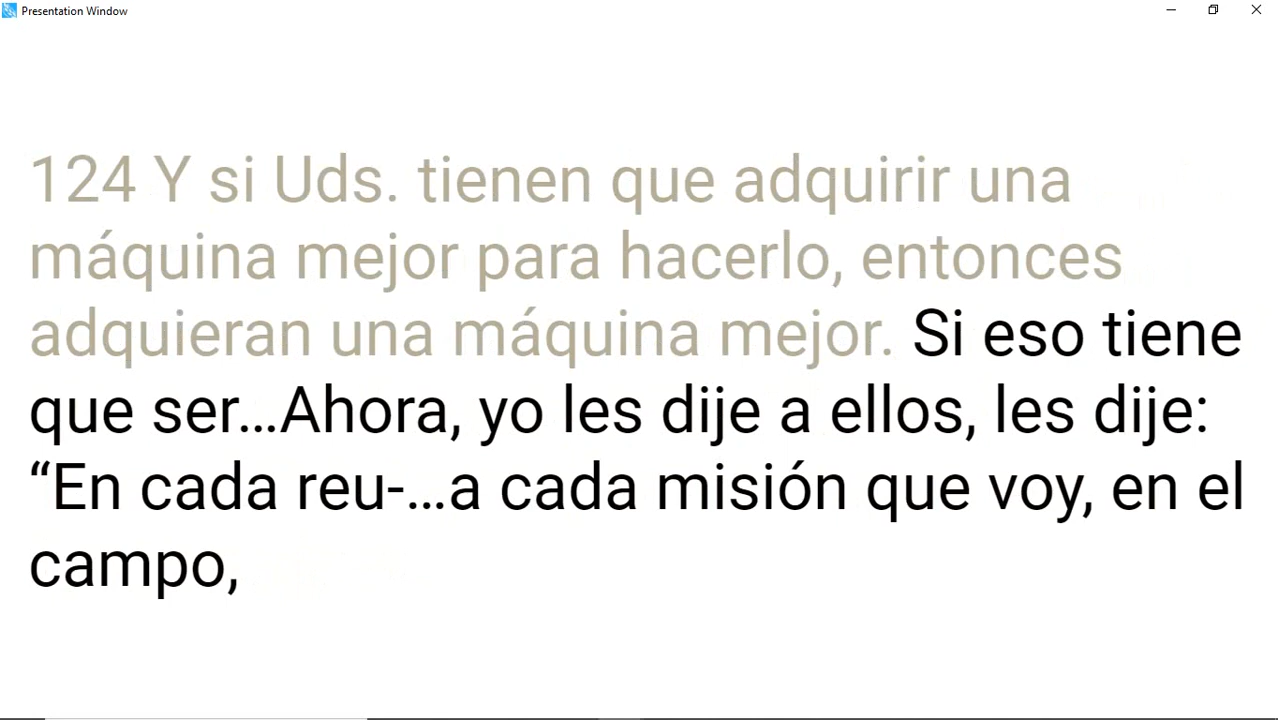 Presentation Window
124 Y si Uds. tienen que adquirir una
máquina mejor para hacerlo, entonces
adquieran una máquina mejor. Si eso tiene
que ser…Ahora, yo les dije a ellos, les dije:
“En cada reu-…a cada misión que voy, en el
campo,